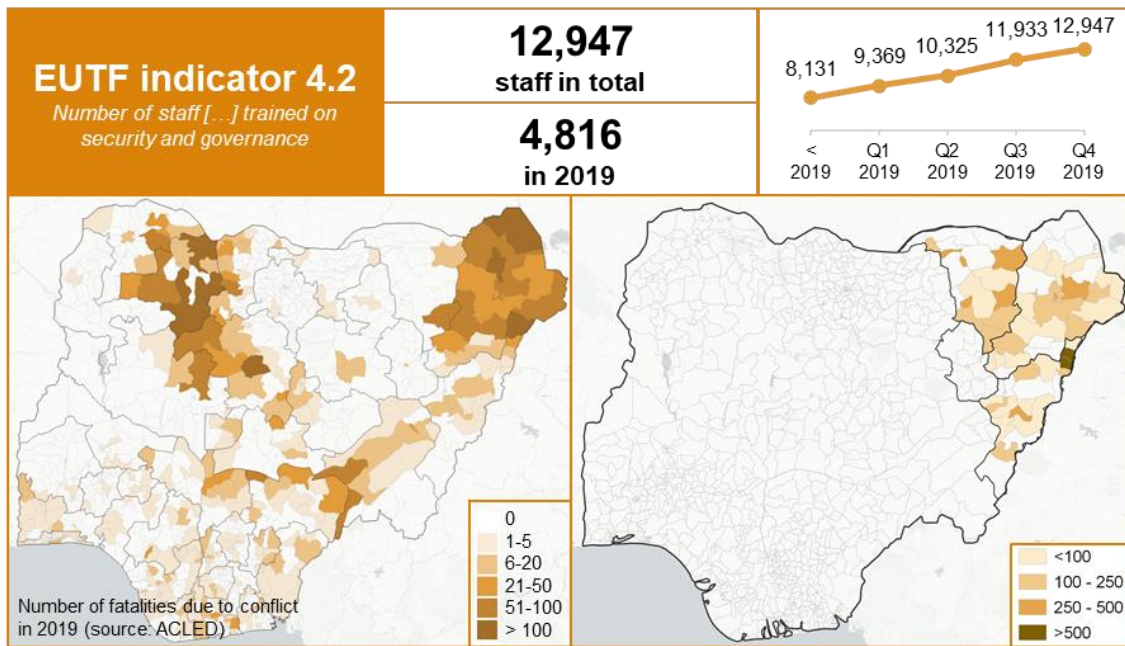 EUTF indicator 4.2
Number of staff […] trained on
security and governance
12,947
staff in total
4,816
in 2019
8,131
9,369
10,325
11,933
12,947
<
2019
Q1
2019
Q2
2019
Q3
2019
Q4
2019
Number of fatalities due to conflict
in 2019 (source: ACLED)
0
1-5
6-20
21-50
51-100
> 100
<100
100 - 250
250 - 500
>500